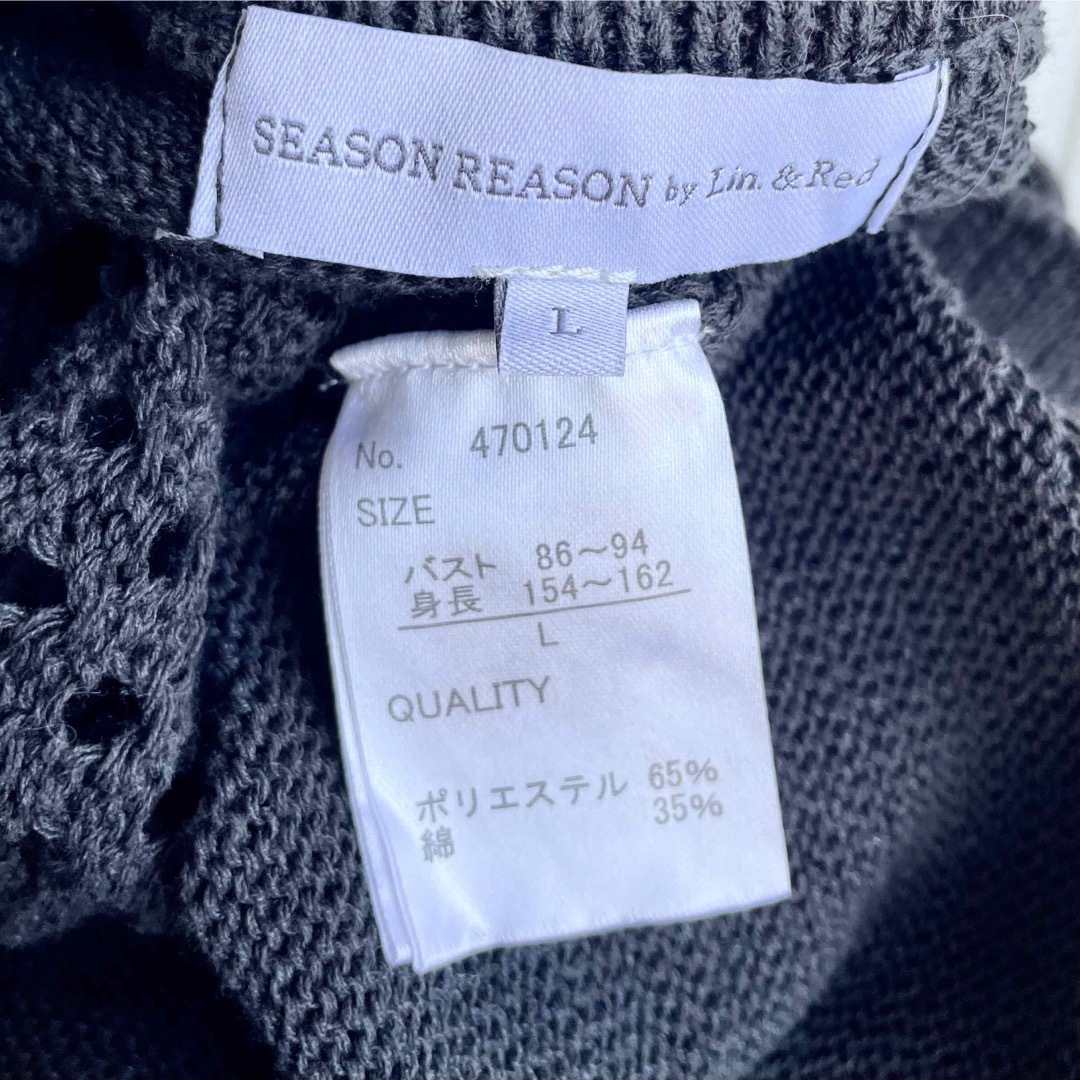 SEASON REASON by Lin. & Red
L
No. 470124
SIZE
バスト 86～94
身長 154～162
L
QUALITY
ポリエステル 65%
綿 35%